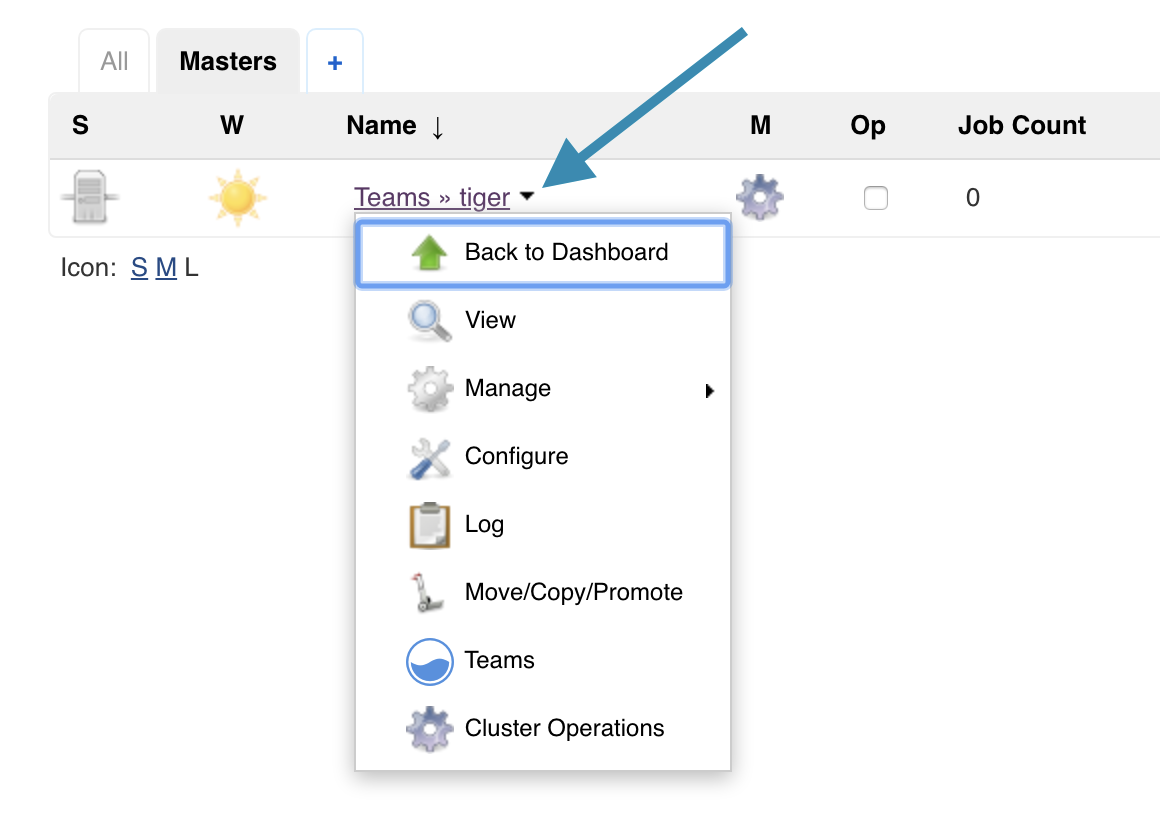 All Masters +
S W Name ↓ M Op Job Count
Teams » tiger 0
Icon: S M L
Back to Dashboard
View
Manage
Configure
Log
Move/Copy/Promote
Teams
Cluster Operations